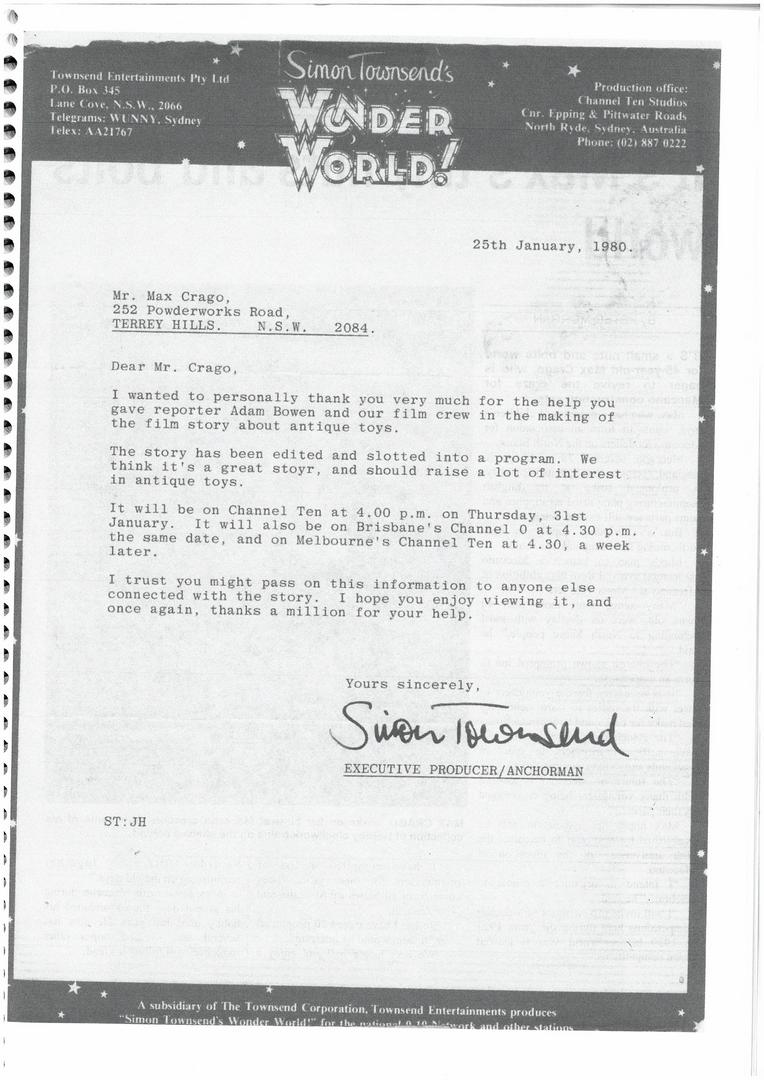 Townsend Entertainments Pty Ltd
P.O. Box 345
Lane Cove, N.S.W., 2066
Telegrams: WUNNY, Sydney
Telex: AA21767
Simon Townsend's
WONDER
WORLD!
Production office:
Channel Ten Studios
Cnr. Epping & Pittwater Roads
North Ryde, Sydney, Australia
Phone: (02) 887 0222
25th January, 1980.
Mr. Max Crago,
252 Powderworks Road,
TERREY HILLS. N.S.W. 2084.
Dear Mr. Crago,
I wanted to personally thank you very much for the help you
gave reporter Adam Bowen and our film crew in the making of
the film story about antique toys.
The story has been edited and slotted into a program. We
think it's a great stoyr, and should raise a lot of interest
in antique toys.
It will be on Channel Ten at 4.00 p.m. on Thursday, 31st
January. It will also be on Brisbane's Channel 0 at 4.30 p.m.
the same date, and on Melbourne's Channel Ten at 4.30, a week
later.
I trust you might pass on this information to anyone else
connected with the story. I hope you enjoy viewing it, and
once again, thanks a million for your help.
Yours sincerely,
Simon Townsend
EXECUTIVE PRODUCER/ANCHORMAN
ST:JH
A subsidiary of The Townsend Corporation, Townsend Entertainments produces
"Simon Townsend's Wonder World!" for the national 0-10 Network and other stations